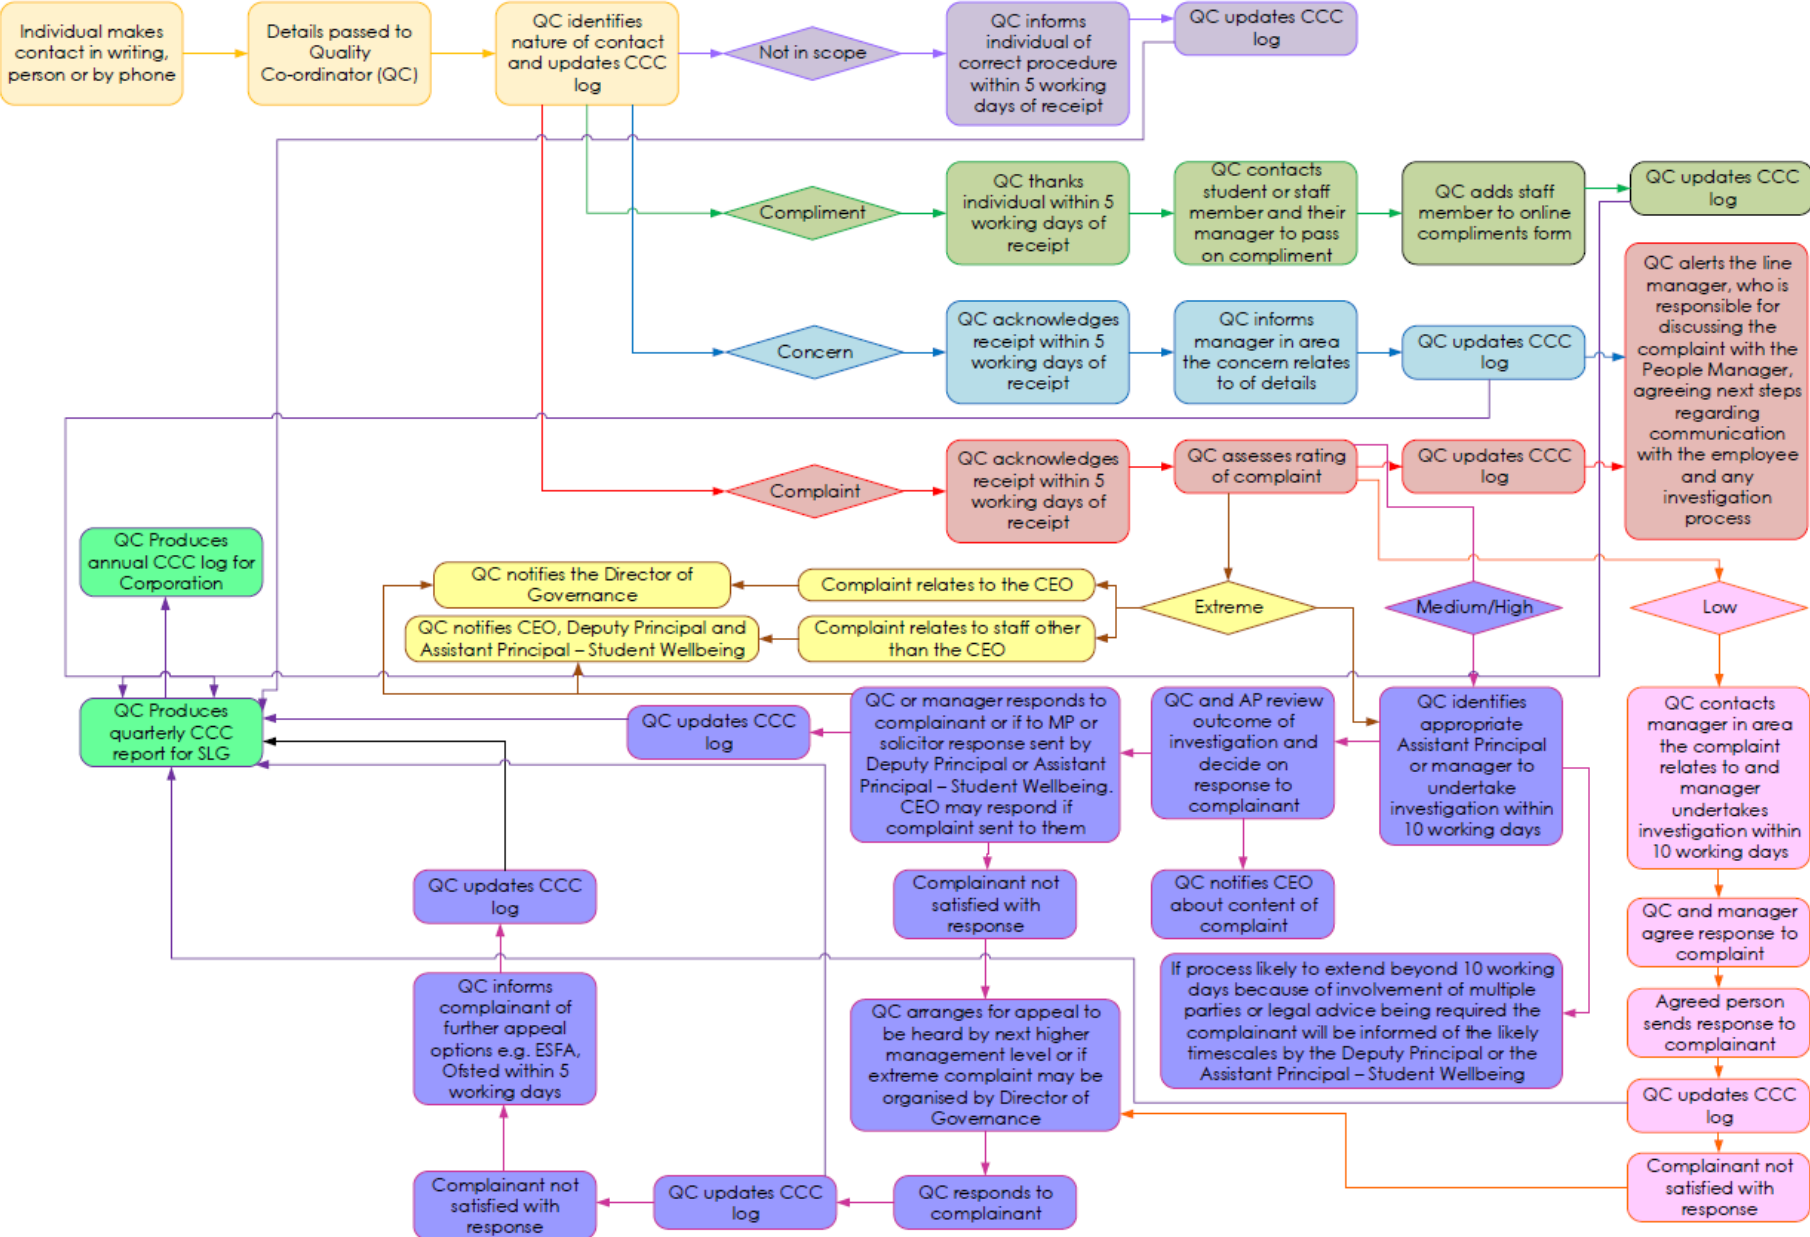 Individual makes
contact in writing,
person or by phone
Details passed to
Quality
Co-ordinator (QC)
QC identifies
nature of contact
and updates CCC
log
Not in scope
QC informs
individual of
correct procedure
within 5 working
days of receipt
QC updates CCC
log
Compliment
QC thanks
individual within 5
working days of
receipt
QC contacts
student or staff
member and their
manager to pass
on compliment
QC adds staff
member to online
compliments form
QC updates CCC
log
Concern
QC acknowledges
receipt within 5
working days of
receipt
QC informs
manager in area
the concern relates
to of details
QC updates CCC
log
QC alerts the line
manager, who is
responsible for
discussing the
complaint with the
People Manager,
agreeing next steps
regarding
communication
with the employee
and any
investigation
process
Complaint
QC acknowledges
receipt within 5
working days of
receipt
QC assesses rating
of complaint
QC updates CCC
log
QC Produces
annual CCC log for
Corporation
QC notifies the Director of
Governance
Complaint relates to the CEO
Extreme
Medium/High
Low
QC notifies CEO, Deputy Principal and
Assistant Principal – Student Wellbeing
Complaint relates to staff other
than the CEO
QC Produces
quarterly CCC
report for SLG
QC updates CCC
log
QC or manager responds to
complainant or if to MP or
solicitor response sent by
Deputy Principal or Assistant
Principal – Student Wellbeing.
CEO may respond if
complaint sent to them
QC and AP review
outcome of
investigation and
decide on
response to
complainant
QC identifies
appropriate
Assistant Principal
or manager to
undertake
investigation within
10 working days
QC contacts
manager in area
the complaint
relates to and
manager
undertakes
investigation within
10 working days
QC updates CCC
log
Complainant not
satisfied with
response
QC notifies CEO
about content of
complaint
QC and manager
agree response to
complaint
QC informs
complainant of
further appeal
options e.g. ESFA,
Ofsted within 5
working days
QC arranges for appeal to
be heard by next higher
management level or if
extreme complaint may be
organised by Director of
Governance
If process likely to extend beyond 10 working
days because of involvement of multiple
parties or legal advice being required the
complainant will be informed of the likely
timescales by the Deputy Principal or the
Assistant Principal – Student Wellbeing
Agreed person
sends response to
complainant
QC updates CCC
log
Complainant not
satisfied with
response
QC updates CCC
log
QC responds to
complainant
Complainant not
satisfied with
response